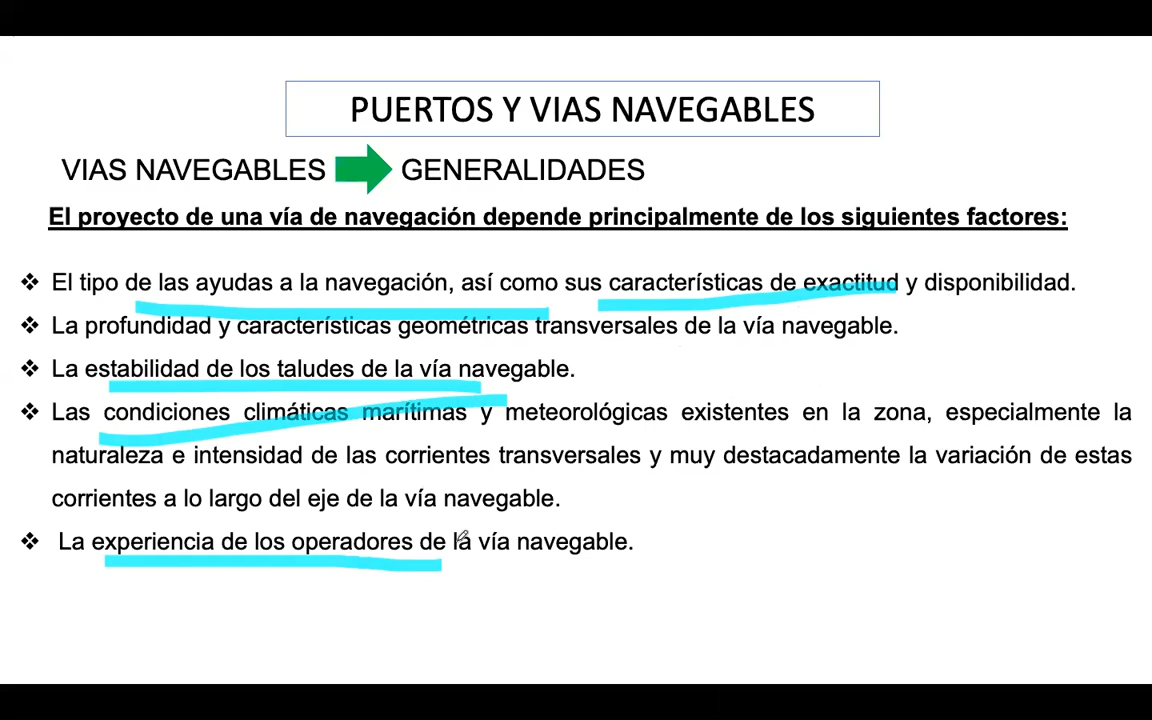 PUERTOS Y VIAS NAVEGABLES
VIAS NAVEGABLES GENERALIDADES
El proyecto de una vía de navegación depende principalmente de los siguientes factores:
❖ El tipo de las ayudas a la navegación, así como sus características de exactitud y disponibilidad.
❖ La profundidad y características geométricas transversales de la vía navegable.
❖ La estabilidad de los taludes de la vía navegable.
❖ Las condiciones climáticas marítimas y meteorológicas existentes en la zona, especialmente la
naturaleza e intensidad de las corrientes transversales y muy destacadamente la variación de estas
corrientes a lo largo del eje de la vía navegable.
❖ La experiencia de los operadores de la vía navegable.